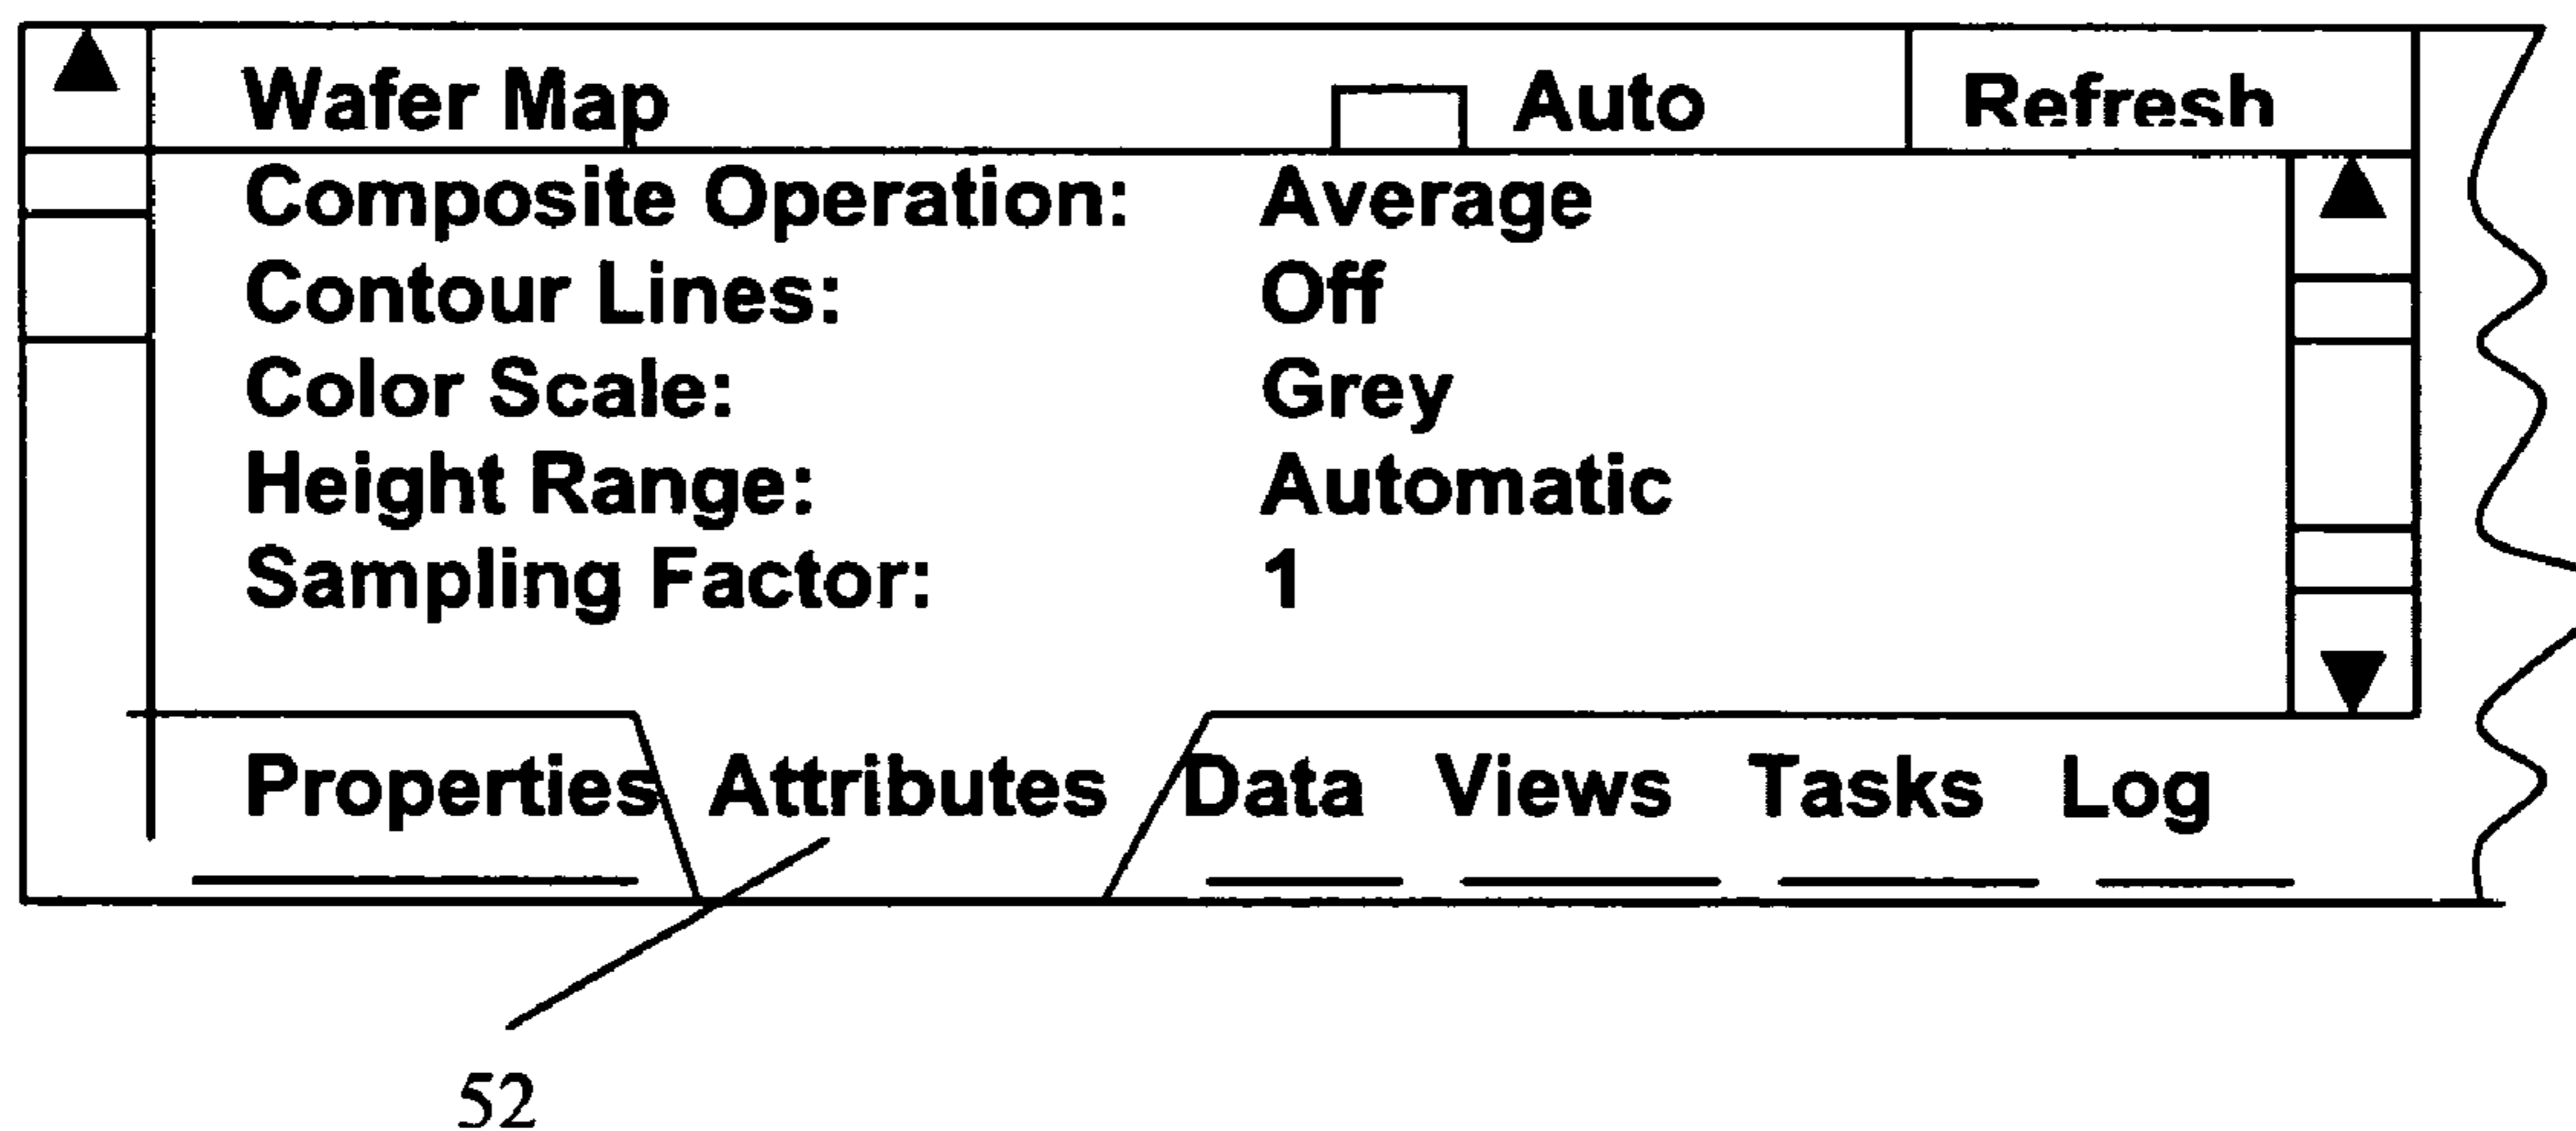 Wafer Map Auto Refresh
Composite Operation: Average
Contour Lines: Off
Color Scale: Grey
Height Range: Automatic
Sampling Factor: 1
Properties Attributes Data Views Tasks Log
52